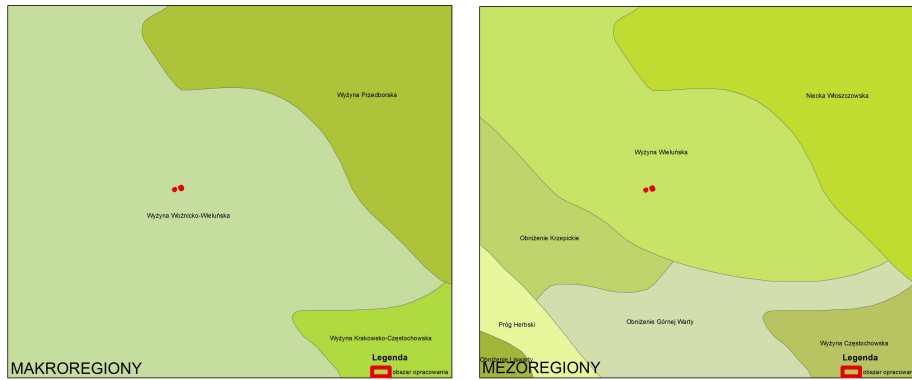 Wyżyna Przedborska
Wyżyna Woźnicko-Wieluńska
Wyżyna Krakowsko-Częstochowska
Legenda
obszar opracowania
MAKROREGIONY
Niecka Włoszczowska
Wyżyna Wieluńska
Obniżenie Krzepickie
Obniżenie Górnej Warty
Próg Herbski
Wyżyna Częstochowska
Legenda
obszar opracowania
MEZOREGIONY